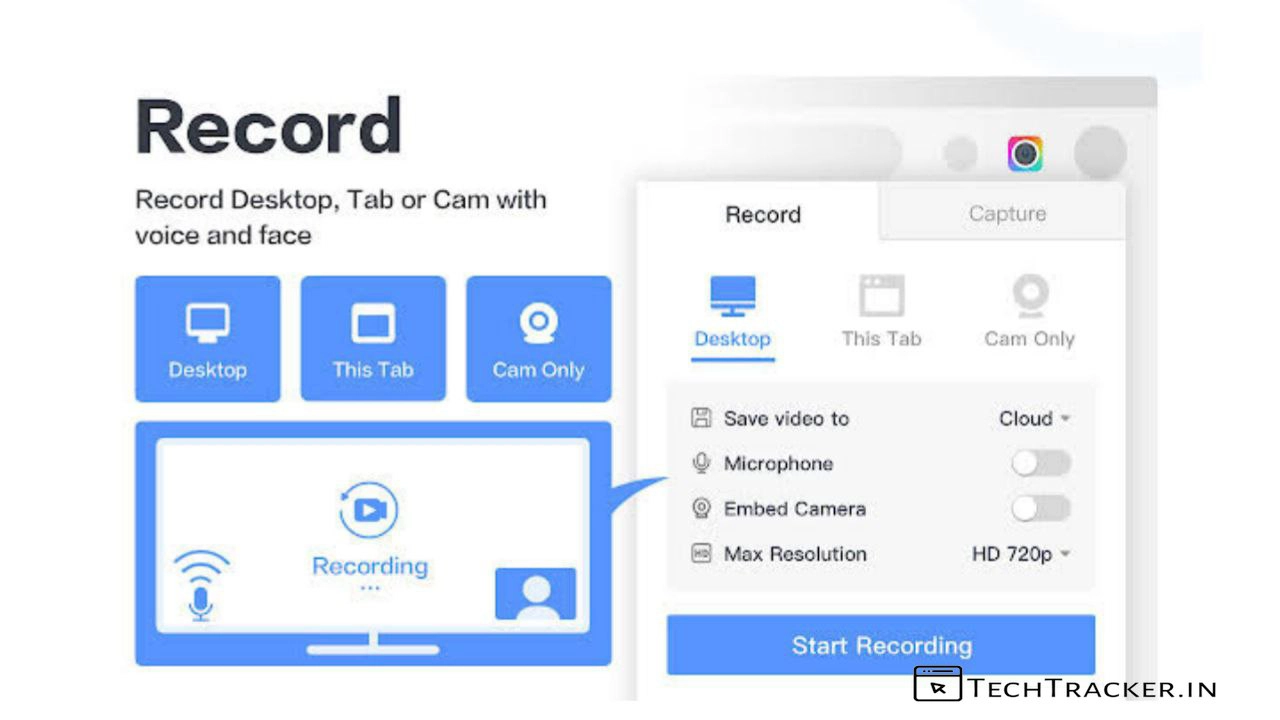 Record
Record Desktop, Tab or Cam with
voice and face
Desktop
This Tab
Cam Only
Recording
...
Record
Capture
Desktop
This Tab
Cam Only
Save video to
Cloud
Microphone
Embed Camera
HD
Max Resolution
HD 720p
Start Recording
TECHTRACKER.IN